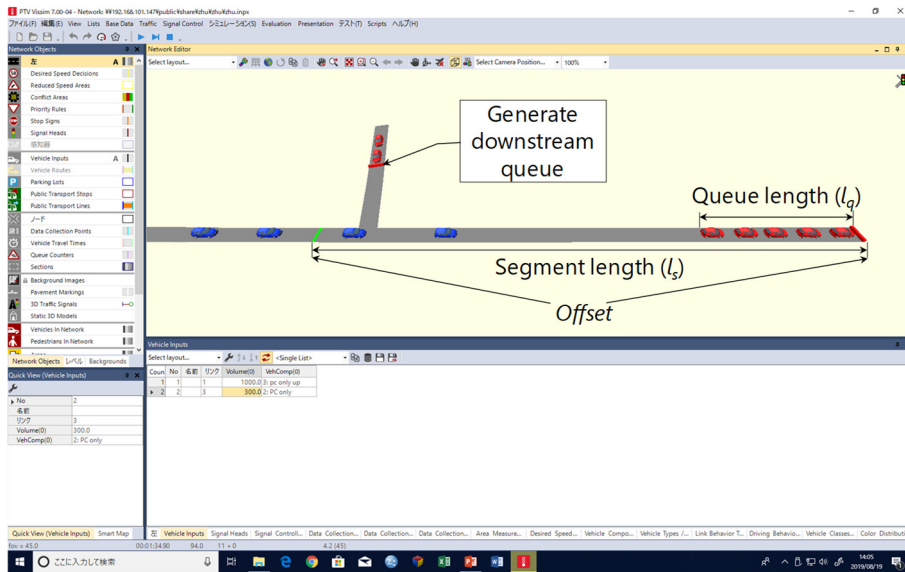 PTV Vissim 7.00-04 - Network: ¥¥192.168.101.147¥public¥share¥zhu¥zhu¥zhu.inpx
ファイル(F) 編集(E) View Lists Base Data Traffic Signal Control シミュレーション(S) Evaluation Presentation テスト(T) Scripts ヘルプ(H)
Network Objects
左 A
Desired Speed Decisions
Reduced Speed Areas
Conflict Areas
Priority Rules
Stop Signs
Signal Heads
感知器
Vehicle Inputs A
Vehicle Routes
Parking Lots
Public Transport Stops
Public Transport Lines
ノード
Data Collection Points
Vehicle Travel Times
Queue Counters
Sections
Background Images
Pavement Markings
3D Traffic Signals
Static 3D Models
Vehicles In Network
Pedestrians In Network
Network Objects レベル Backgrounds
Network Editor
Select layout... Select Camera Position... 100%
Generate
downstream
queue
Queue length (lq)
Segment length (ls)
Offset
Vehicle Inputs
Select layout... <Single List>
Coun No 名前 リンク Volume(0) VehComp(0)
1 1 1 1000.0 3: pc only up
2 2 3 300.0 2: PC only
Quick View (Vehicle Inputs)
No 2
名前
リンク 3
Volume(0) 300.0
VehComp(0) 2: PC only
Quick View (Vehicle Inputs) Smart Map
左 Vehicle Inputs Signal Heads Signal Controll... Data Collection... Data Collection... Data Collection... Area Measure... Desired Speed... Vehicle Compo... Vehicle Types /... Link Behavior T... Driving Behavio... Vehicle Classes... Color Distributi
fov = 45.0 00:01:34.90 94.0 11 + 0 4.2 (45)
ここに入力して検索
14:05
2019/08/19